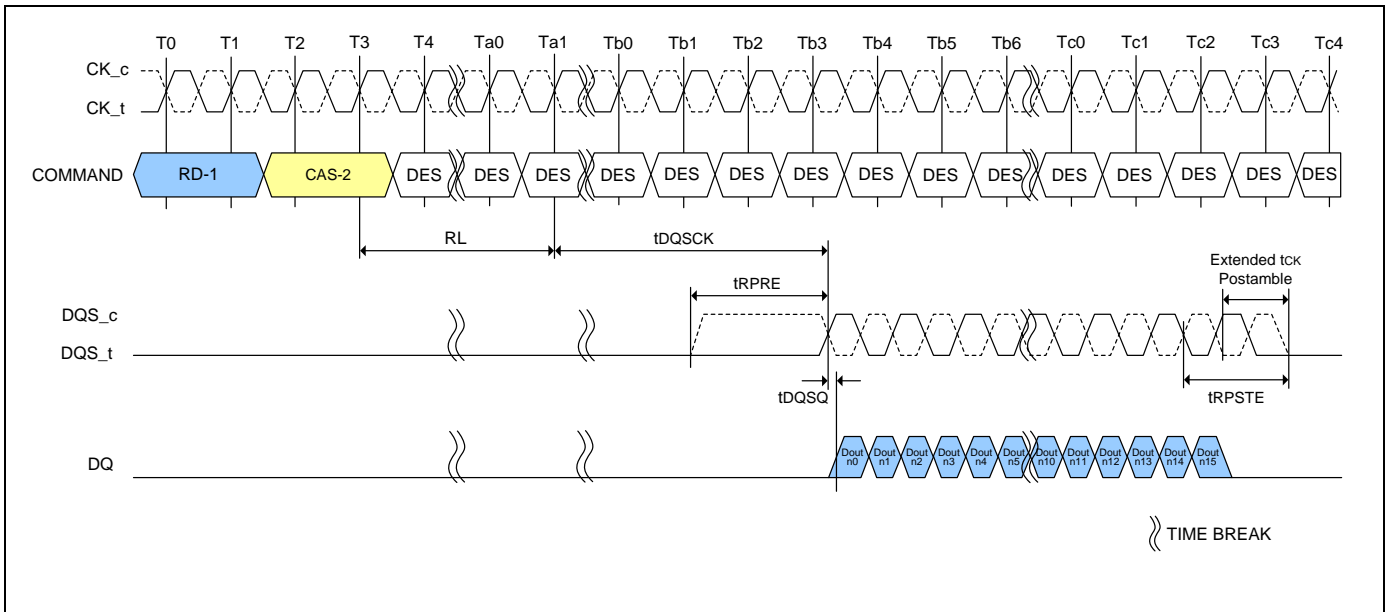 T0 T1 T2 T3 T4 Ta0 Ta1 Tb0 Tb1 Tb2 Tb3 Tb4 Tb5 Tb6 Tc0 Tc1 Tc2 Tc3 Tc4
CK_c
CK_t
COMMAND RD-1 CAS-2 DES DES DES DES DES DES DES DES DES DES DES DES DES DES DES
RL tDQSCK
Extended tCK
Postamble
tRPRE
DQS_c
DQS_t
tDQSQ tRPSTE
DQ
Dout Dout Dout Dout Dout Dout Dout Dout Dout Dout Dout Dout
n0 n1 n2 n3 n4 n5 n10 n11 n12 n13 n14 n15
TIME BREAK